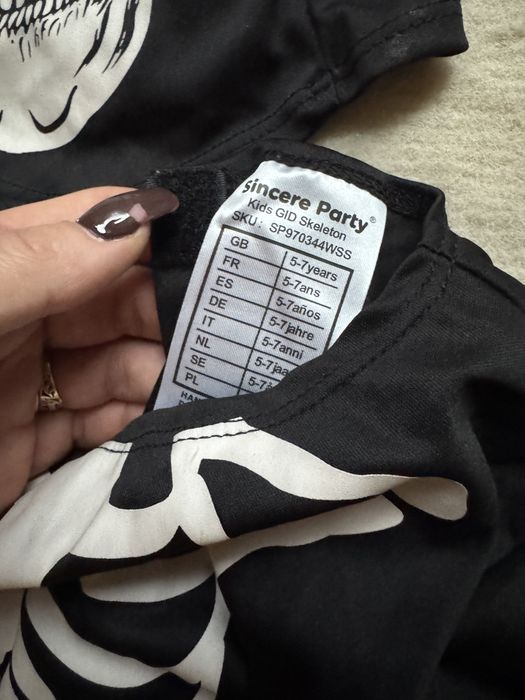 Sincere Party®
Kids GID Skeleton
SKU: SP970344WSS
GB 5-7years
FR 5-7ans
ES 5-7años
DE 5-7jahre
IT 5-7anni
NL
SE
PL